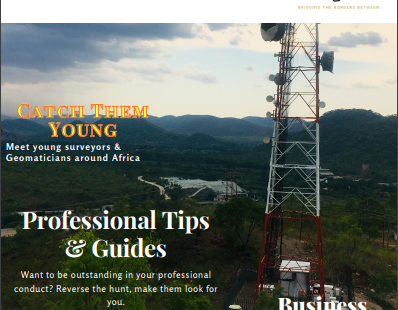 BRIDGING THE BOMBERS NETWORK
CATCH THEM
YOUNG
Meet young surveyors &
Geomaticians around Africa
Professional Tips
& Guides
Want to be outstanding in your professional
conduct? Reverse the hunt, make them look for
you.
Business